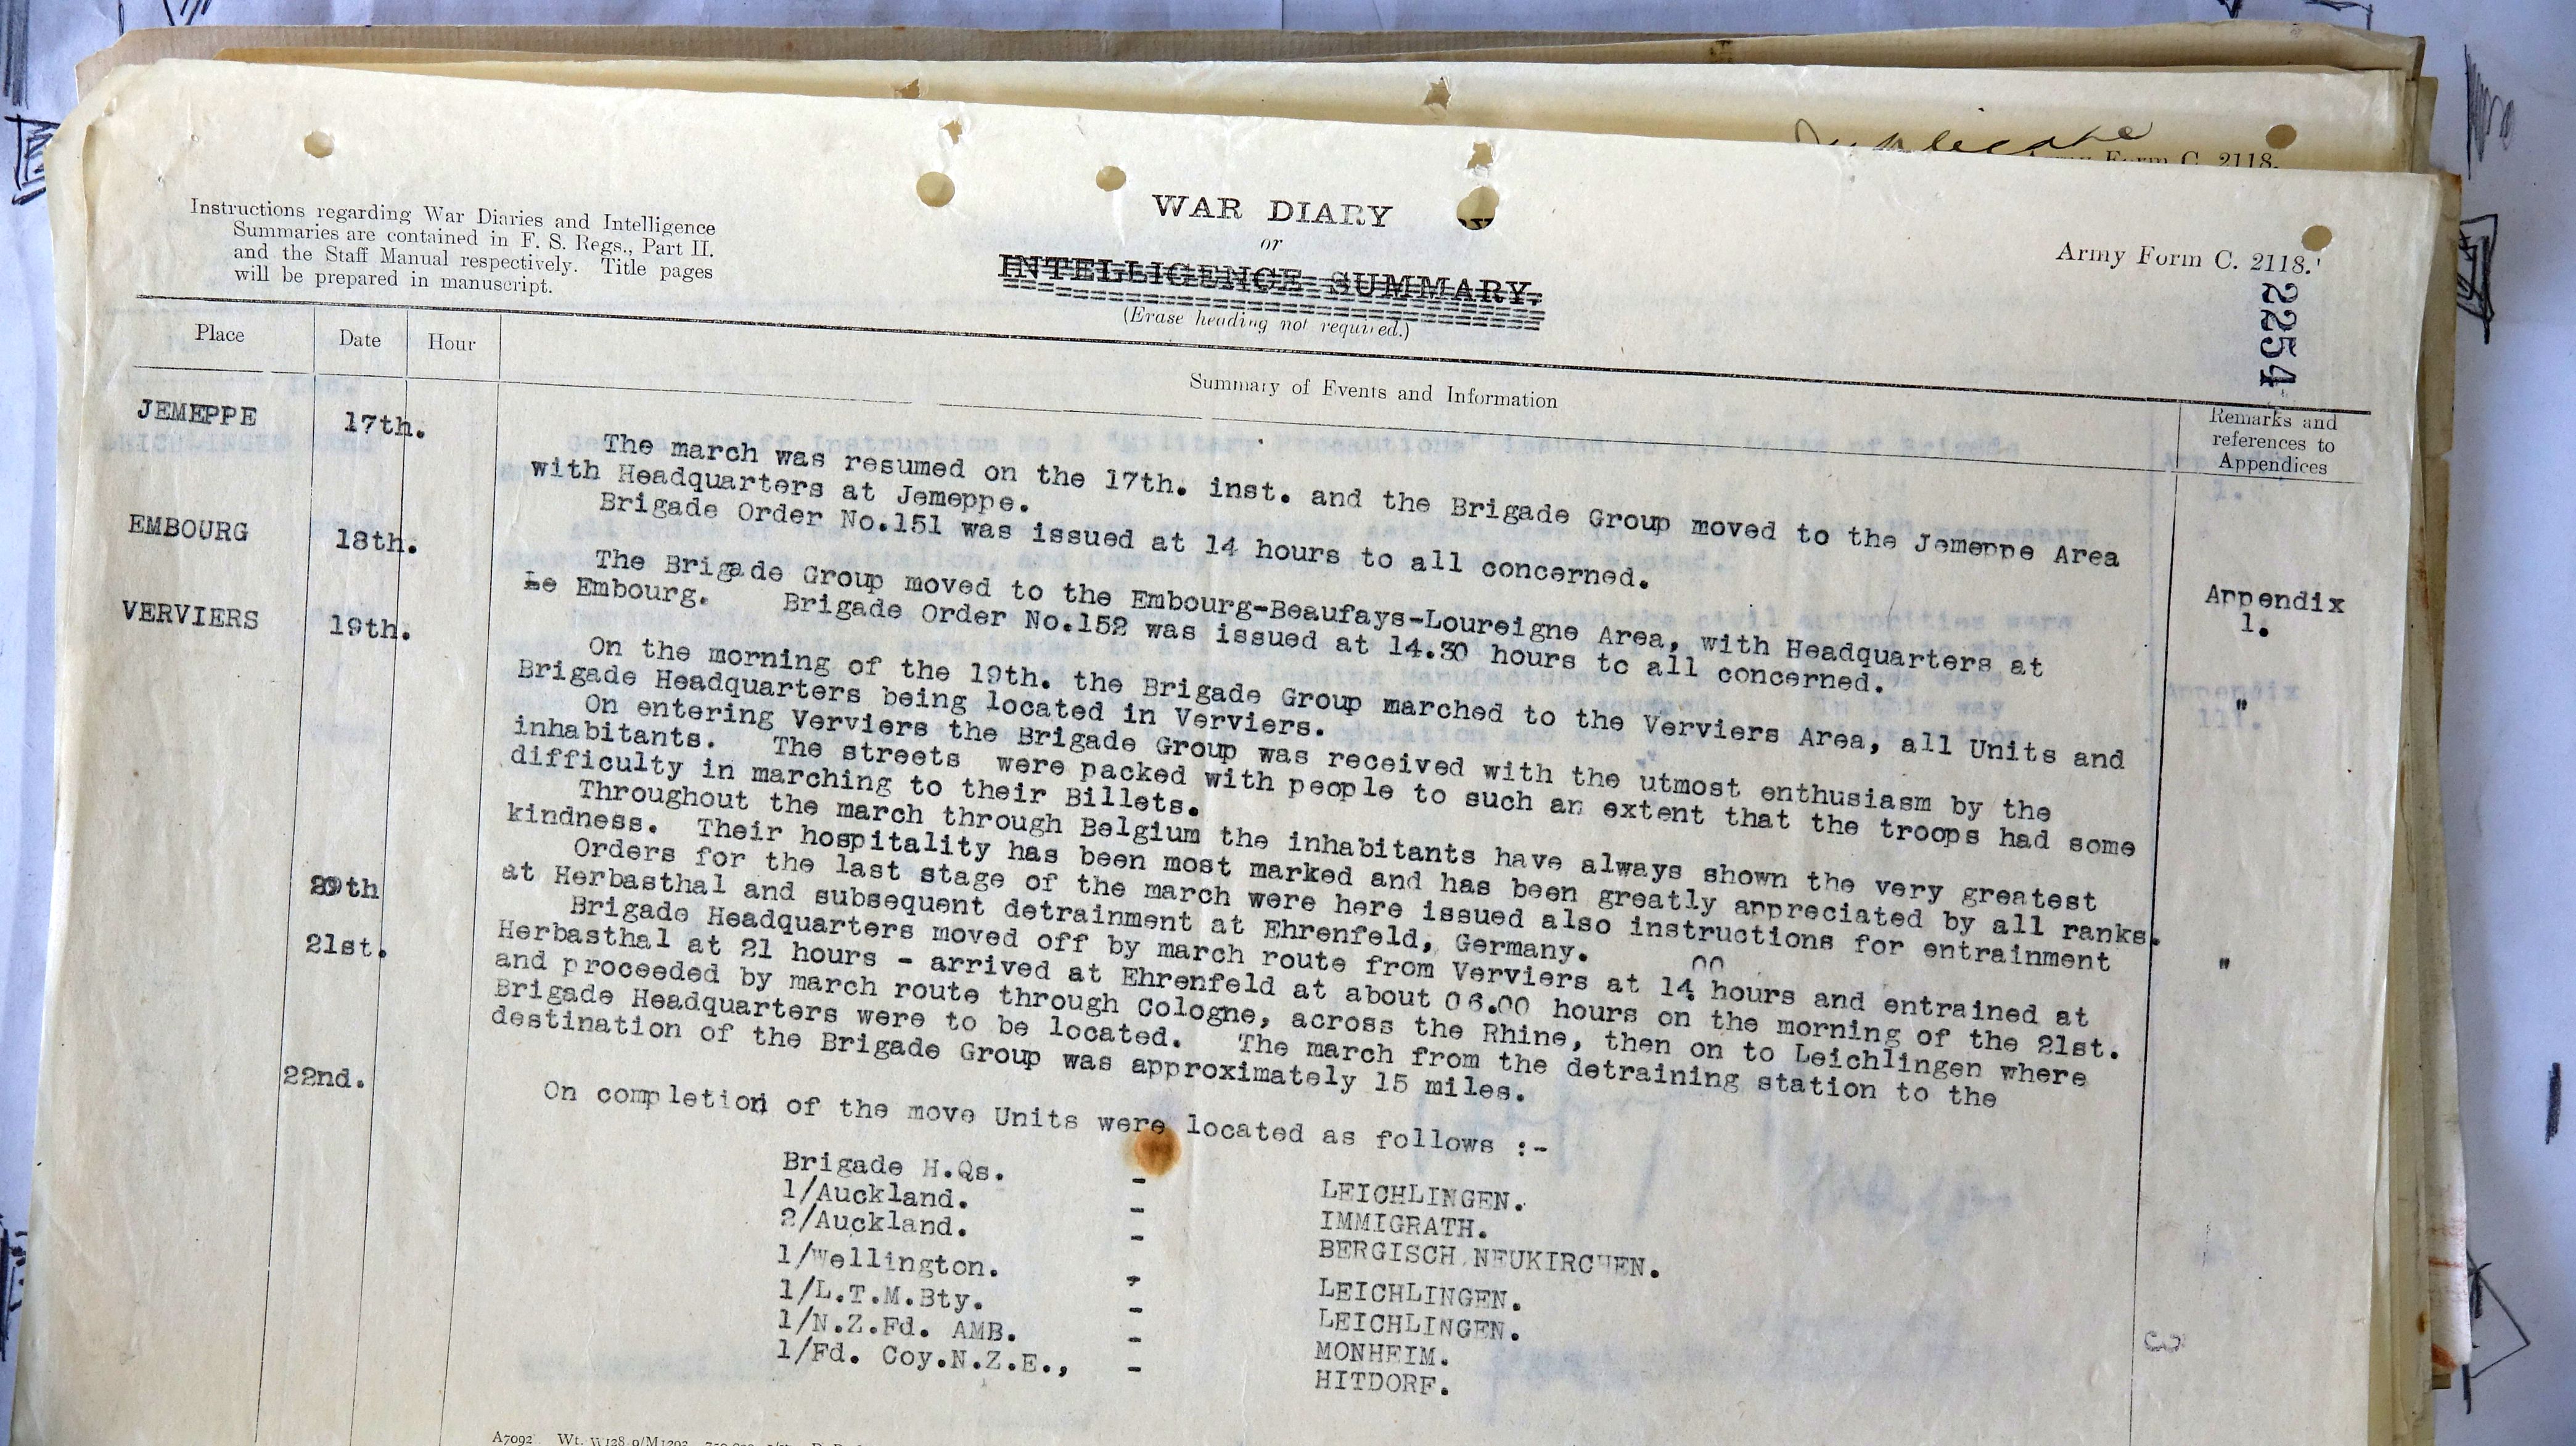 Duplicate
Army Form C. 2118.
Instructions regarding War Diaries and Intelligence
Summaries are contained in F. S. Regs., Part II.
and the Staff Manual respectively. Title pages
will be prepared in manuscript.
WAR DIARY
or
INTELLIGENCE SUMMARY.
(Erase heading not required.)
Army Form C. 2118.
2254
Place Date Hour
Summary of Events and Information
Remarks and
references to
Appendices
JEMEPPE 17th.
The march was resumed on the 17th. inst. and the Brigade Group moved to the Jemeppe Area
with Headquarters at Jemeppe.
Brigade Order No.151 was issued at 14 hours to all concerned.
Appendix
1.
EMBOURG 18th.
The Brigade Group moved to the Embourg-Beaufays-Loureigne Area, with Headquarters at
Le Embourg. Brigade Order No.152 was issued at 14.30 hours to all concerned.
"
VERVIERS 19th.
On the morning of the 19th. the Brigade Group marched to the Verviers Area, all Units and
Brigade Headquarters being located in Verviers.
On entering Verviers the Brigade Group was received with the utmost enthusiasm by the
inhabitants. The streets were packed with people to such an extent that the troops had some
difficulty in marching to their Billets.
Throughout the march through Belgium the inhabitants have always shown the very greatest
kindness. Their hospitality has been most marked and has been greatly appreciated by all ranks.
Orders for the last stage of the march were here issued also instructions for entrainment
at Herbasthal and subsequent detrainment at Ehrenfeld, Germany.
"
20th
Brigade Headquarters moved off by march route from Verviers at 14 hours and entrained at
Herbasthal at 21 hours - arrived at Ehrenfeld at about 06.00 hours on the morning of the 21st.
21st.
and proceeded by march route through Cologne, across the Rhine, then on to Leichlingen where
Brigade Headquarters were to be located. The march from the detraining station to the
destination of the Brigade Group was approximately 15 miles.
22nd.
On completion of the move Units were located as follows :-
Brigade H.Qs. - LEICHLINGEN.
1/Auckland. - IMMIGRATH.
2/Auckland. - BERGISCH NEUKIRCHEN.
1/Wellington. - LEICHLINGEN.
1/L.T.M.Bty. - LEICHLINGEN.
1/N.Z.Fd. AMB. - MONHEIM.
1/Fd. Coy.N.Z.E., - HITDORF.
3
A7092